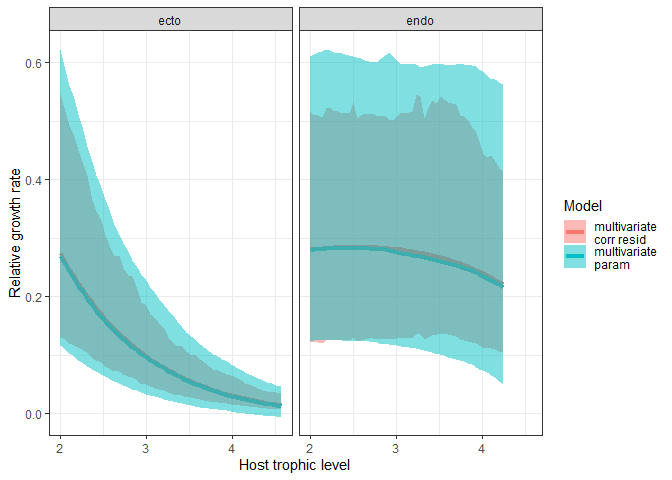 ecto
endo
Relative growth rate
0.6
0.4
0.2
0.0
2
3
4
2
3
4
Host trophic level
Model
multivariate
corr resid
multivariate
param